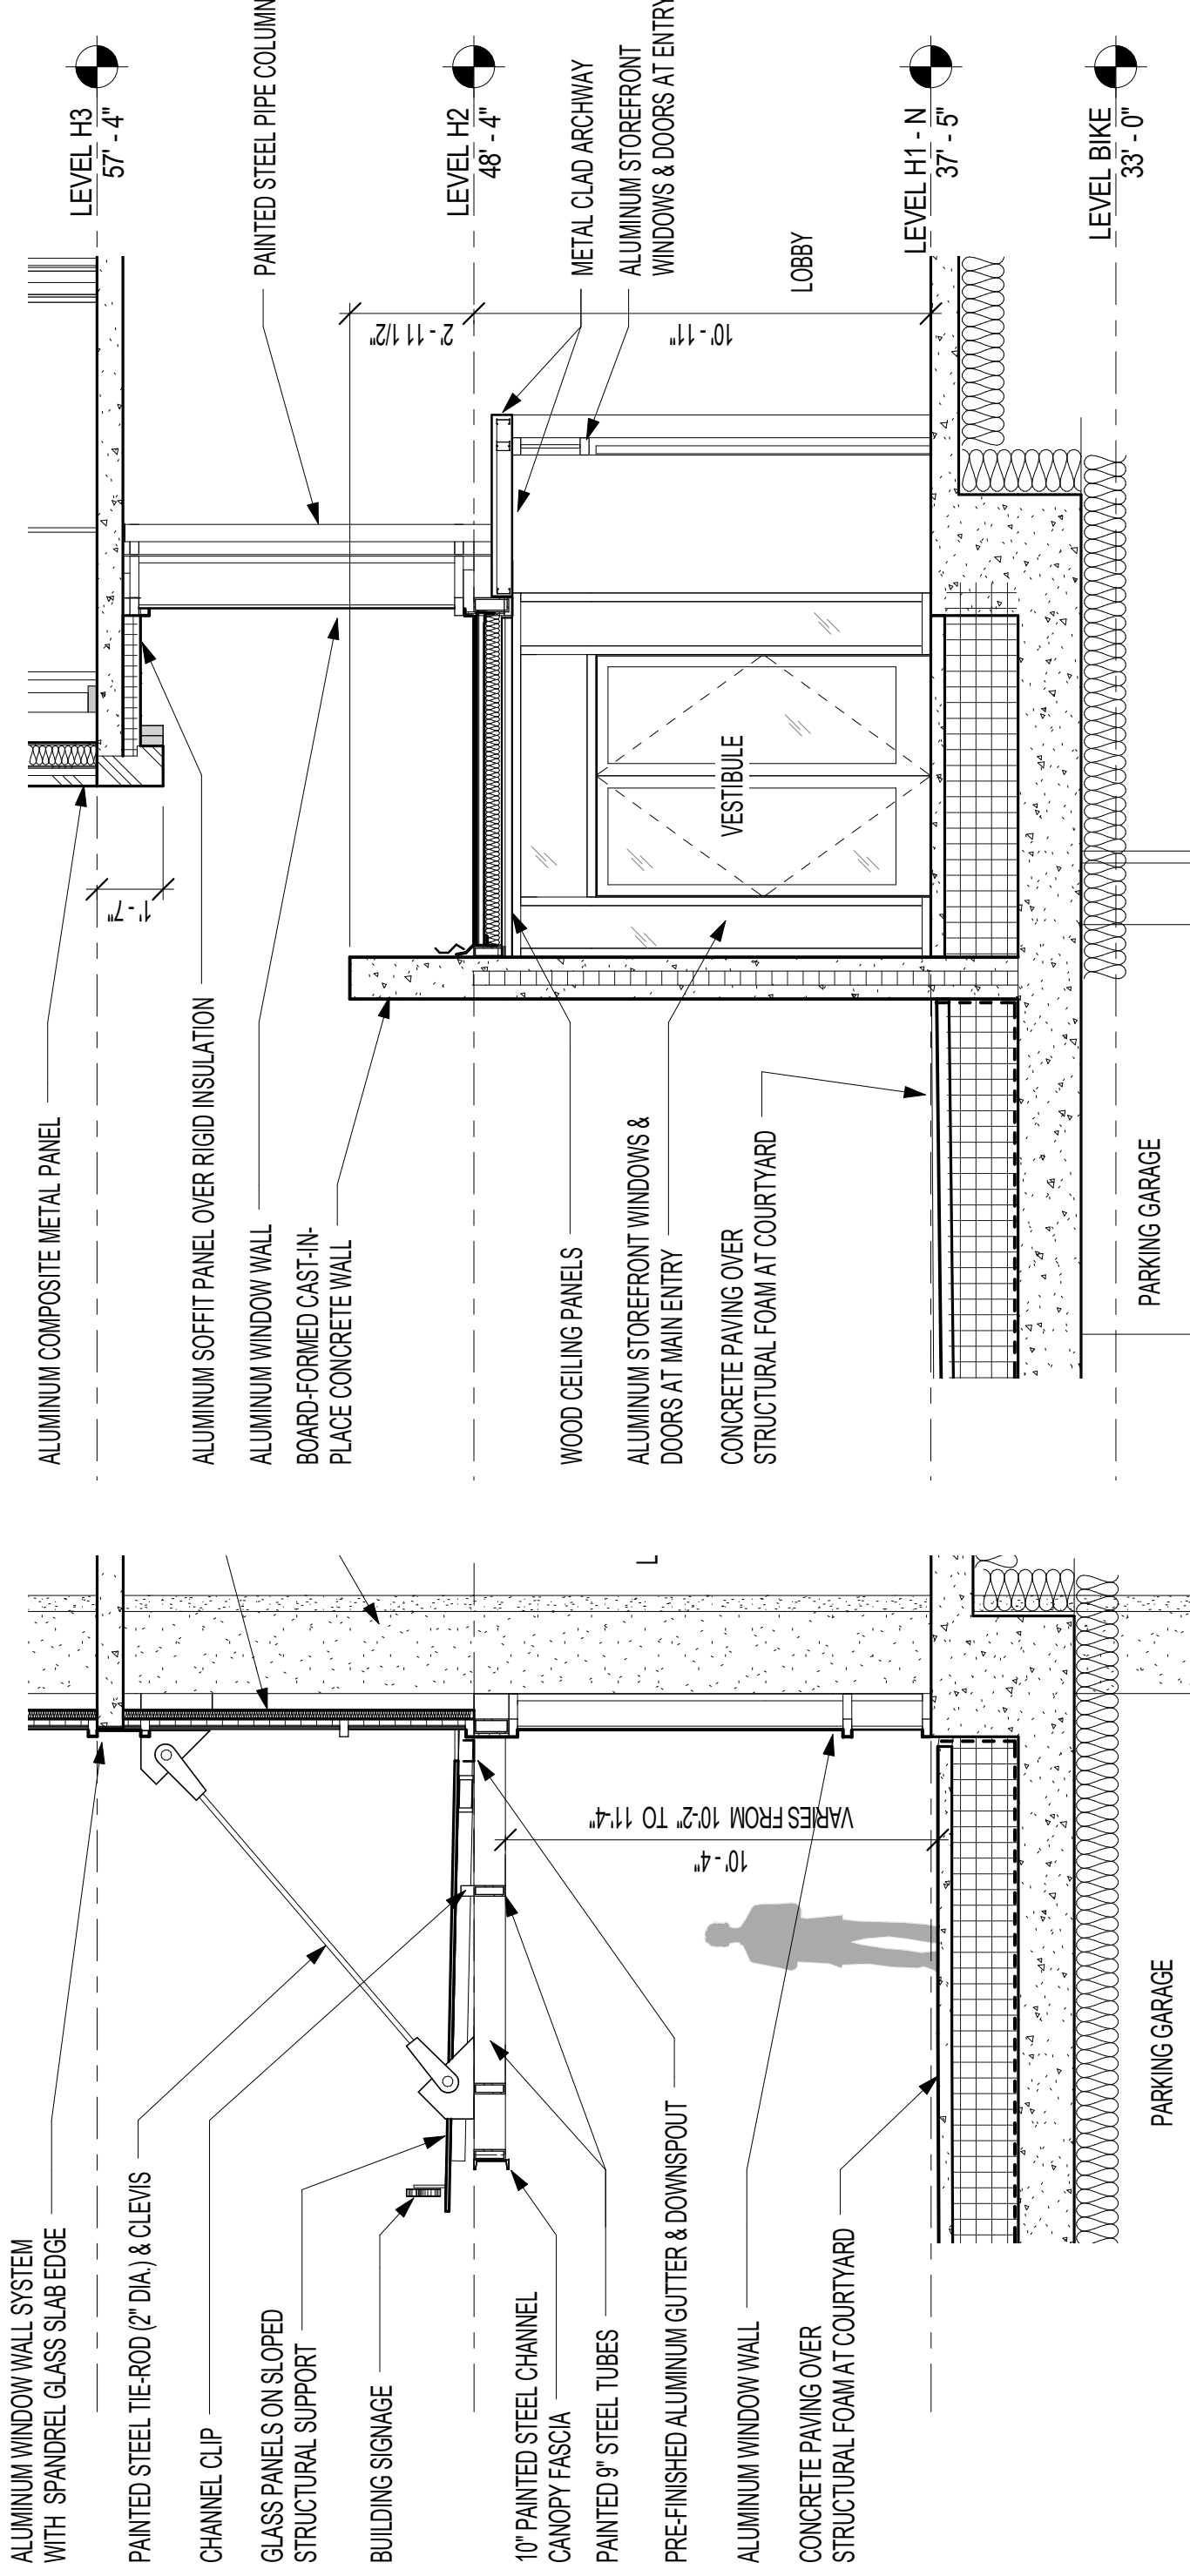 ALUMINUM WINDOW WALL SYSTEM
WITH SPANDREL GLASS SLAB EDGE
PAINTED STEEL TIE-ROD (2" DIA.) & CLEVIS
CHANNEL CLIP
GLASS PANELS ON SLOPED
STRUCTURAL SUPPORT
BUILDING SIGNAGE
10" PAINTED STEEL CHANNEL
CANOPY FASCIA
PAINTED 9" STEEL TUBES
PRE-FINISHED ALUMINUM GUTTER & DOWNSPOUT
ALUMINUM WINDOW WALL
CONCRETE PAVING OVER
STRUCTURAL FOAM AT COURTYARD
VARIES FROM 10'-2" TO 11'-4"
10' - 4"
L
PARKING GARAGE
ALUMINUM COMPOSITE METAL PANEL
1' - 7"
ALUMINUM SOFFIT PANEL OVER RIGID INSULATION
ALUMINUM WINDOW WALL
BOARD-FORMED CAST-IN-
PLACE CONCRETE WALL
WOOD CEILING PANELS
ALUMINUM STOREFRONT WINDOWS &
DOORS AT MAIN ENTRY
CONCRETE PAVING OVER
STRUCTURAL FOAM AT COURTYARD
VESTIBULE
PARKING GARAGE
PAINTED STEEL PIPE COLUMN
2' - 11 1/2"
10' - 11"
METAL CLAD ARCHWAY
ALUMINUM STOREFRONT
WINDOWS & DOORS AT ENTRY
LOBBY
LEVEL H3
57' - 4"
LEVEL H2
48' - 4"
LEVEL H1 - N
37' - 5"
LEVEL BIKE
33' - 0"